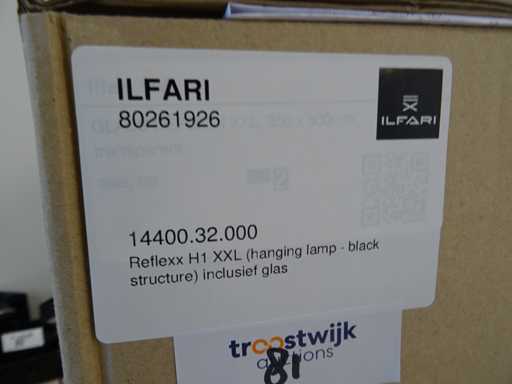 ILFARI
80261926
ILFARI
14400.32.000
Reflexx H1 XXL (hanging lamp - black
structure) inclusief glas
troostwijk
auctions
81